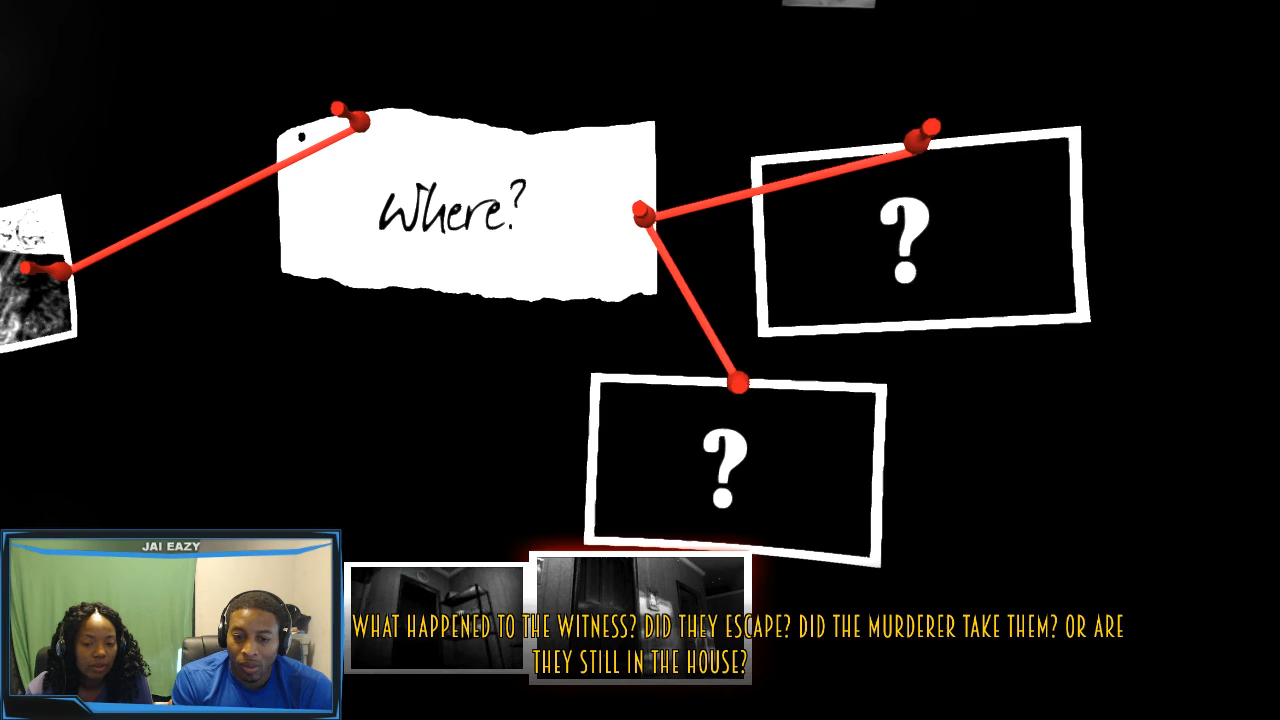 Where?
?
?
JAI EAZY
WHAT HAPPENED TO THE WITNESS? DID THEY ESCAPE? DID THE MURDERER TAKE THEM? OR ARE
THEY STILL IN THE HOUSE?